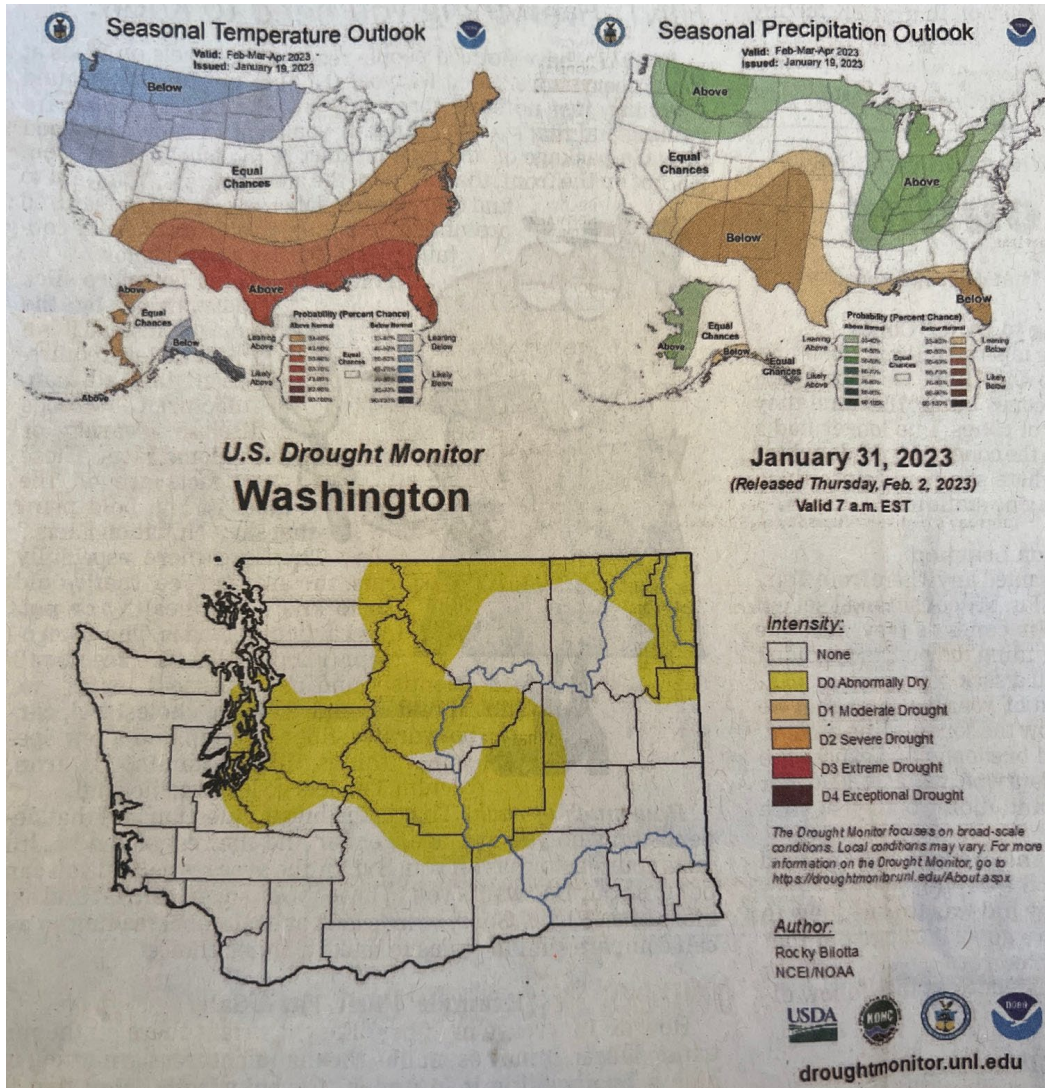 Seasonal Temperature Outlook
Valid: Feb-Mar-Apr 2023
Issued: January 19, 2023
Below
Equal
Chances
Above
Above
Equal
Chances
Below
Above
Probability (Percent Chance)
Above Normal
Below Normal
Leaning
Above
Likely
Above
Equal
Chances
Leaning
Below
Likely
Below
Seasonal Precipitation Outlook
Valid: Feb-Mar-Apr 2023
Issued: January 19, 2023
Above
Equal
Chances
Above
Below
Below
Above
Equal
Chances
Below
Equal
Chances
Probability (Percent Chance)
Above Normal
Below Normal
Leaning
Above
Likely
Above
Equal
Chances
Leaning
Below
Likely
Below
U.S. Drought Monitor
Washington
January 31, 2023
(Released Thursday, Feb. 2, 2023)
Valid 7 a.m. EST
Intensity:
None
D0 Abnormally Dry
D1 Moderate Drought
D2 Severe Drought
D3 Extreme Drought
D4 Exceptional Drought
The Drought Monitor focuses on broad-scale
conditions. Local conditions may vary. For more
information on the Drought Monitor, go to
https://droughtmonitor.unl.edu/About.aspx
Author:
Rocky Bilotta
NCEI/NOAA
USDA
NDMC
droughtmonitor.unl.edu